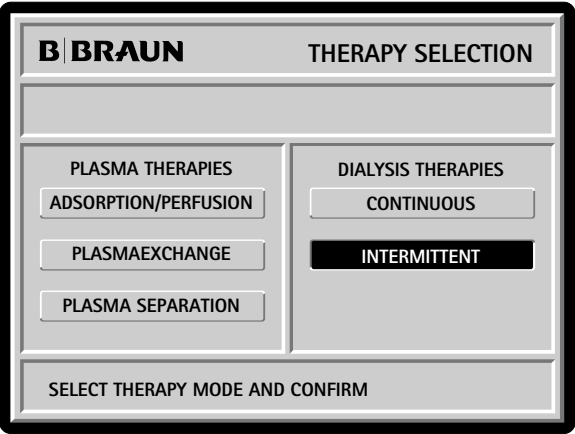 B|BRAUN
THERAPY SELECTION
PLASMA THERAPIES
ADSORPTION/PERFUSION
PLASMAEXCHANGE
PLASMA SEPARATION
DIALYSIS THERAPIES
CONTINUOUS
INTERMITTENT
SELECT THERAPY MODE AND CONFIRM